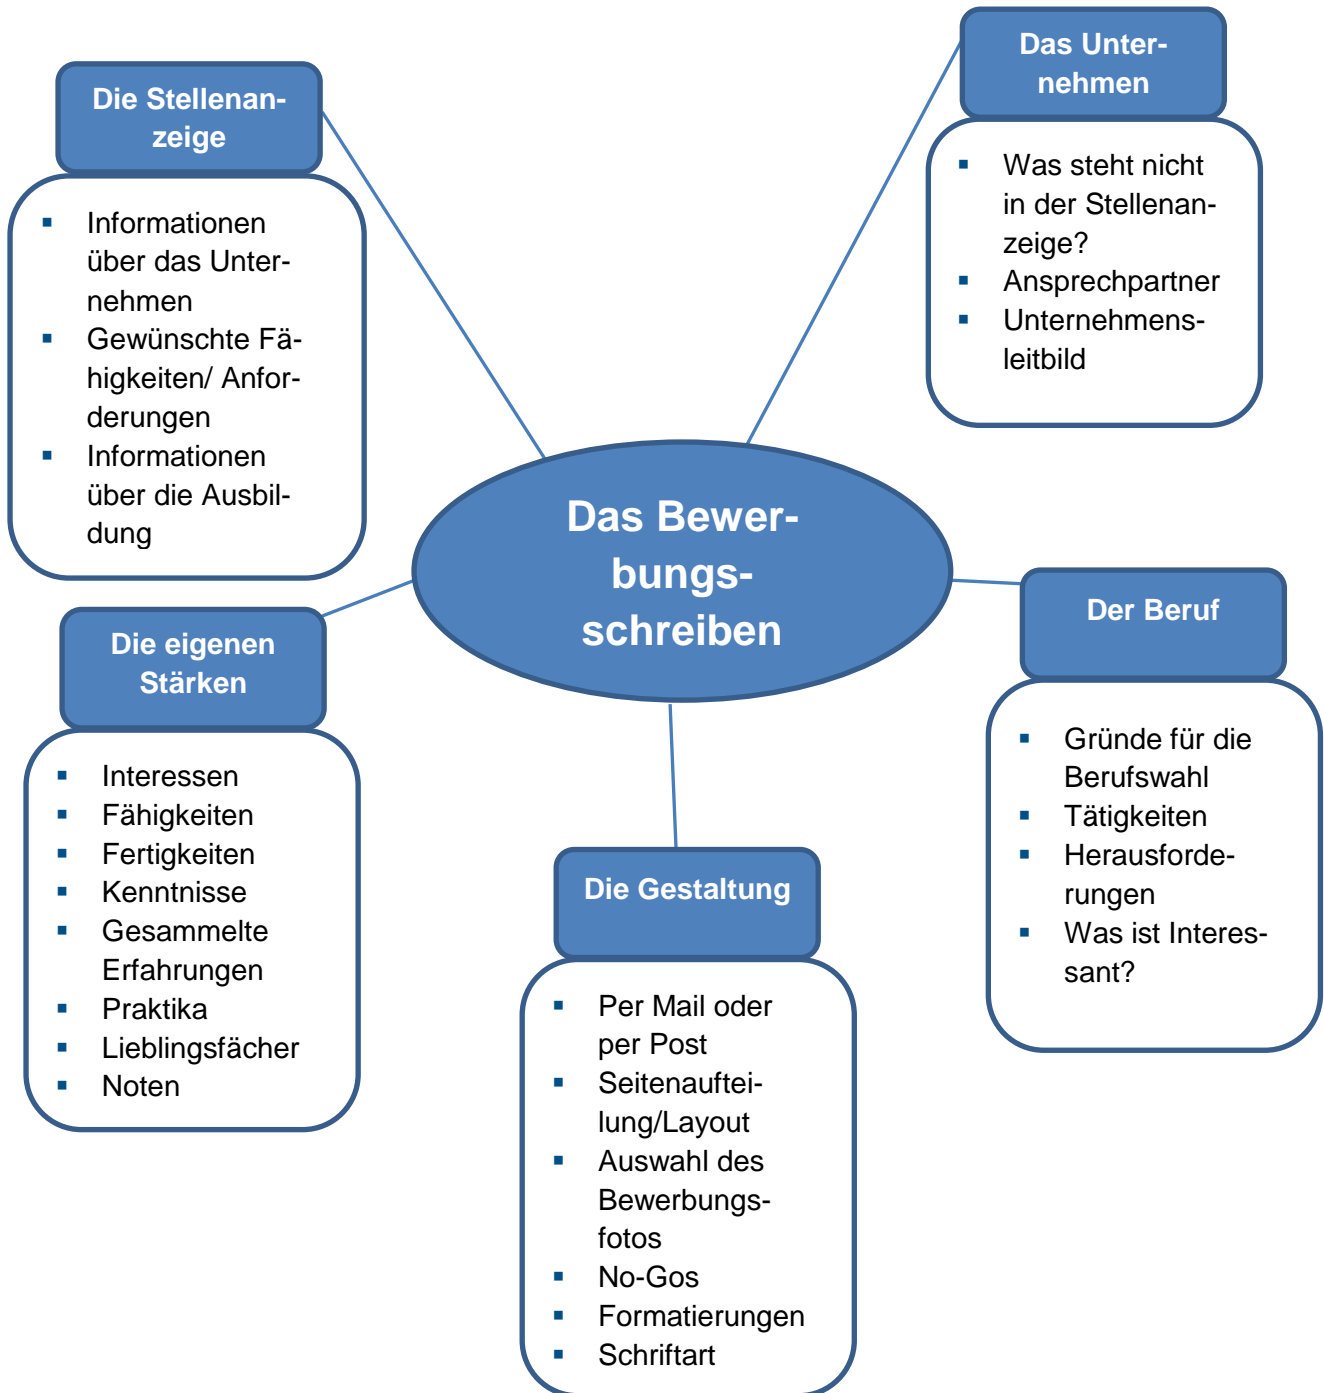 Die Stellenan-
zeige
Informationen
über das Unter-
nehmen
Gewünschte Fä-
higkeiten/ Anfor-
derungen
Informationen
über die Ausbil-
dung
Das Unter-
nehmen
Was steht nicht
in der Stellenan-
zeige?
Ansprechpartner
Unternehmens-
leitbild
Das Bewer-
bungs-
schreiben
Die eigenen
Stärken
Interessen
Fähigkeiten
Fertigkeiten
Kenntnisse
Gesammelte
Erfahrungen
Praktika
Lieblingsfächer
Noten
Die Gestaltung
Per Mail oder
per Post
Seitenauftei-
lung/Layout
Auswahl des
Bewerbungs-
fotos
No-Gos
Formatierungen
Schriftart
Der Beruf
Gründe für die
Berufswahl
Tätigkeiten
Herausforde-
rungen
Was ist Interes-
sant?